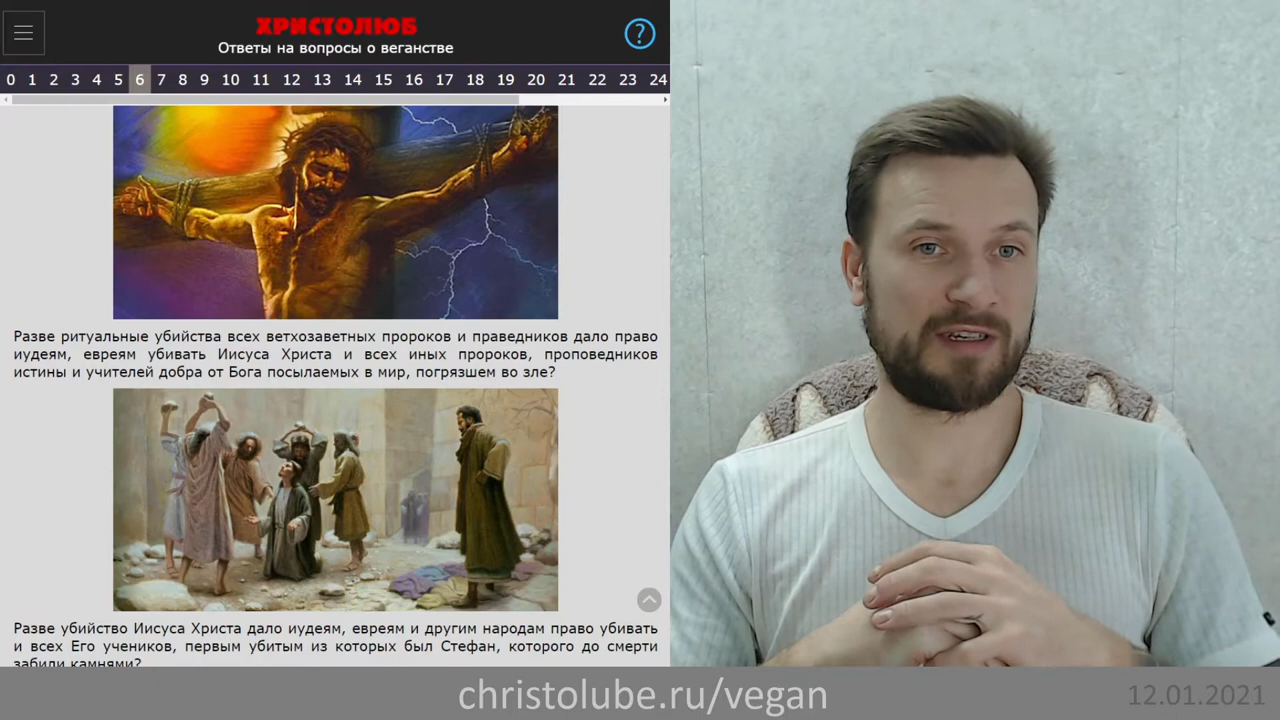 ХРИСТОЛЮБ
Ответы на вопросы о веганстве
?
0 1 2 3 4 5 6 7 8 9 10 11 12 13 14 15 16 17 18 19 20 21 22 23 24
Разве ритуальные убийства всех ветхозаветных пророков и праведников дало право
иудеям, евреям убивать Иисуса Христа и всех иных пророков, проповедников
истины и учителей добра от Бога посылаемых в мир, погрязшем во зле?
Разве убийство Иисуса Христа дало иудеям, евреям и другим народам право убивать
и всех Его учеников, первым убитым из которых был Стефан, которого до смерти
забили камнями?
christolube.ru/vegan
12.01.2021